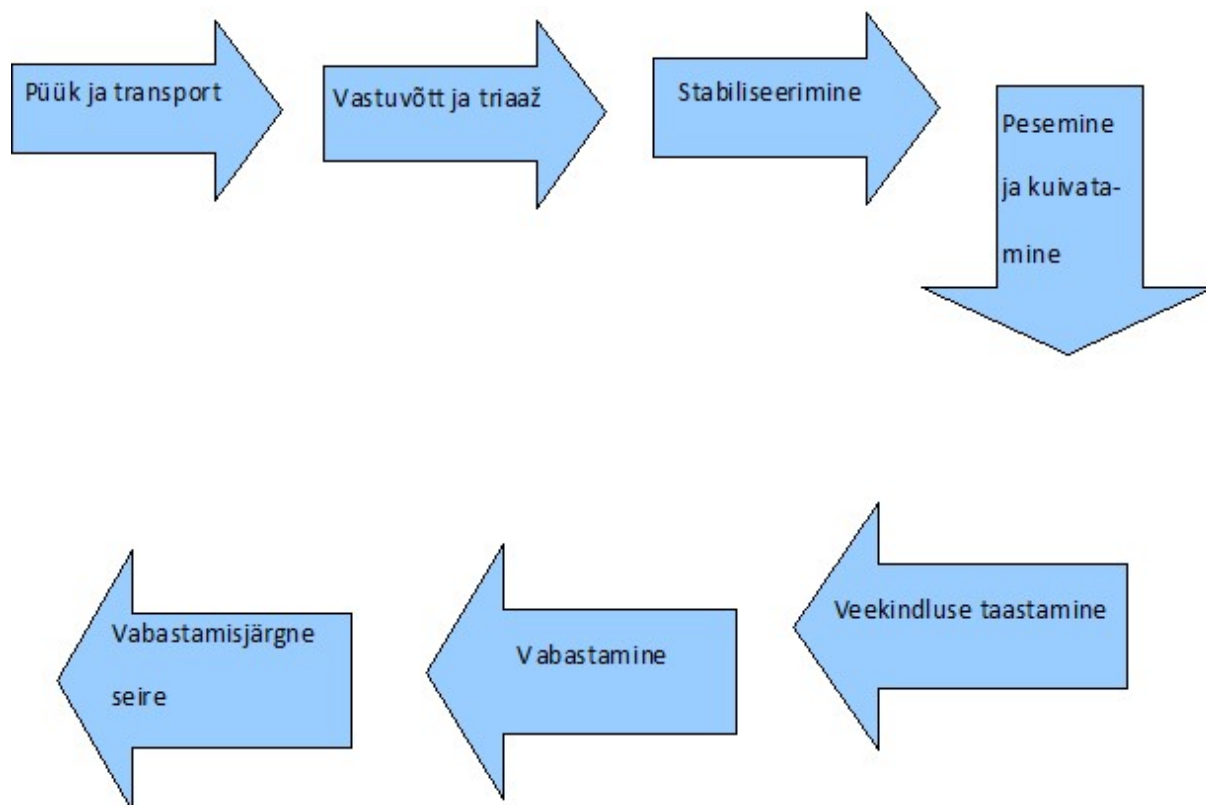 Püük ja transport
Vastuvõtt ja triaaž
Stabiliseerimine
Pesemine
ja kuivata-
mine
Veekindluse taastamine
Vabastamine
Vabastamisjärgne
seire